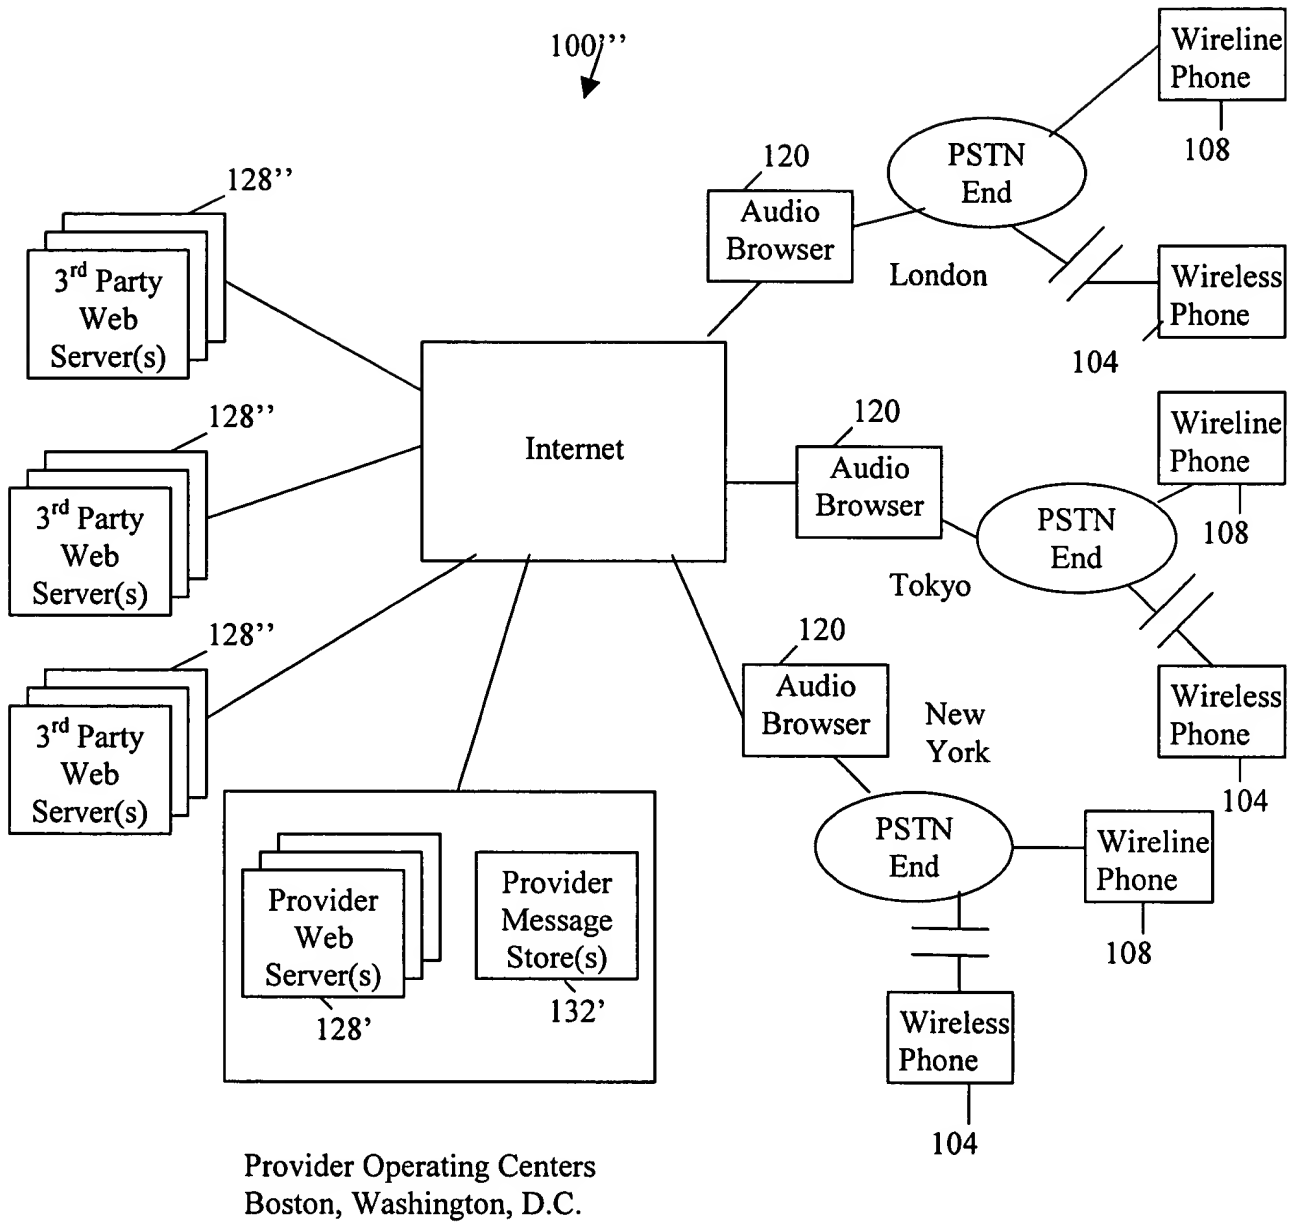 100'''
Wireline
Phone
108
120
Audio
Browser
PSTN
End
London
Wireless
Phone
104
128''
3rd Party
Web
Server(s)
Internet
120
Audio
Browser
Tokyo
PSTN
End
Wireline
Phone
108
Wireless
Phone
104
128''
3rd Party
Web
Server(s)
128''
3rd Party
Web
Server(s)
120
Audio
Browser
New
York
PSTN
End
Wireline
Phone
108
Wireless
Phone
104
Provider
Web
Server(s)
128'
Provider
Message
Store(s)
132'
Provider Operating Centers
Boston, Washington, D.C.